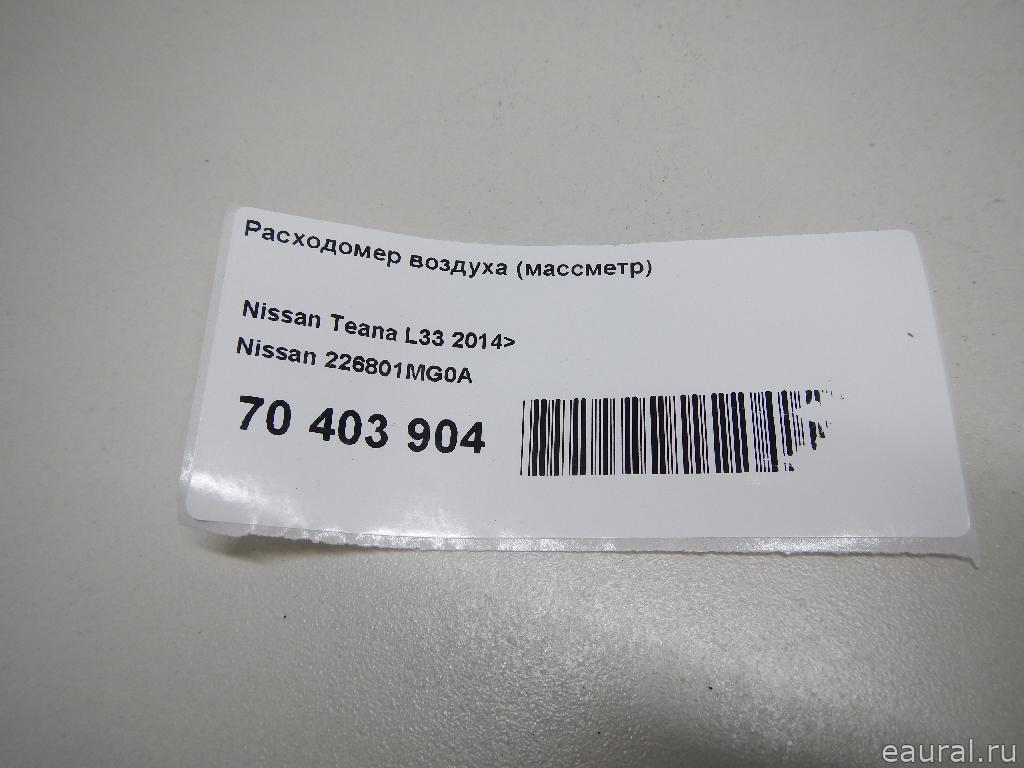 Расходомер воздуха (массметр)
Nissan Teana L33 2014>
Nissan 226801MG0A
70 403 904
eaural.ru